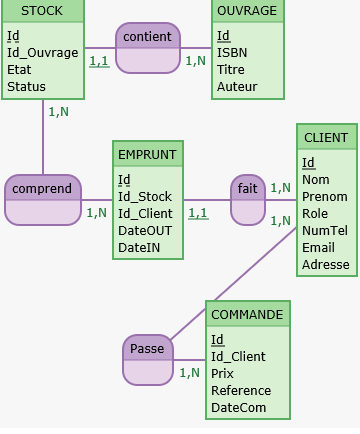 STOCK
Id
Id_Ouvrage
Etat
Status
1,1
contient
1,N
OUVRAGE
Id
ISBN
Titre
Auteur
1,N
comprend
1,N
EMPRUNT
Id
Id_Stock
Id_Client
DateOUT
DateIN
1,1
fait
1,N
1,N
CLIENT
Id
Nom
Prenom
Role
NumTel
Email
Adresse
Passe
1,N
COMMANDE
Id
Id_Client
Prix
Reference
DateCom